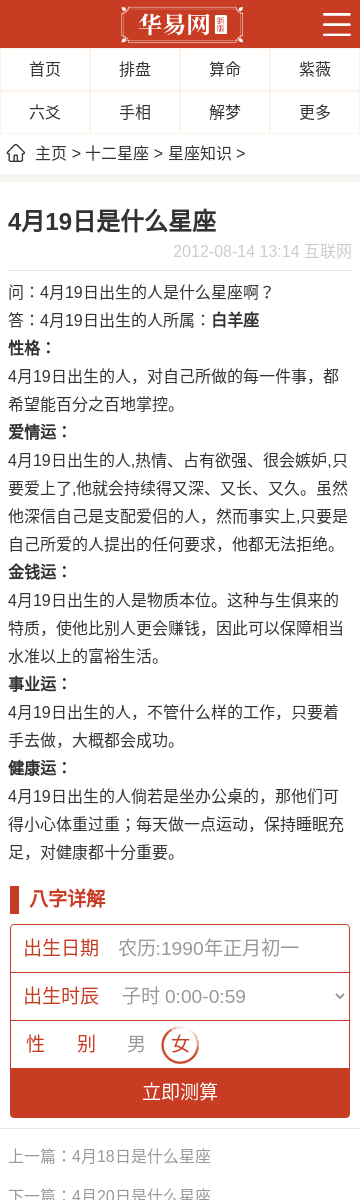 华易网 新版
首页 排盘 算命 紫薇
六爻 手相 解梦 更多
主页 > 十二星座 > 星座知识 >
4月19日是什么星座
2012-08-14 13:14 互联网
问：4月19日出生的人是什么星座啊？
答：4月19日出生的人所属：白羊座
性格：
4月19日出生的人，对自己所做的每一件事，都
希望能百分之百地掌控。
爱情运：
4月19日出生的人,热情、占有欲强、很会嫉妒,只
要爱上了,他就会持续得又深、又长、又久。虽然
他深信自己是支配爱侣的人，然而事实上,只要是
自己所爱的人提出的任何要求，他都无法拒绝。
金钱运：
4月19日出生的人是物质本位。这种与生俱来的
特质，使他比别人更会赚钱，因此可以保障相当
水准以上的富裕生活。
事业运：
4月19日出生的人，不管什么样的工作，只要着
手去做，大概都会成功。
健康运：
4月19日出生的人倘若是坐办公桌的，那他们可
得小心体重过重；每天做一点运动，保持睡眠充
足，对健康都十分重要。
八字详解
出生日期 农历:1990年正月初一
出生时辰 子时 0:00-0:59
性 别 男 女
立即测算
上一篇：4月18日是什么星座
下一篇：4月20日是什么星座